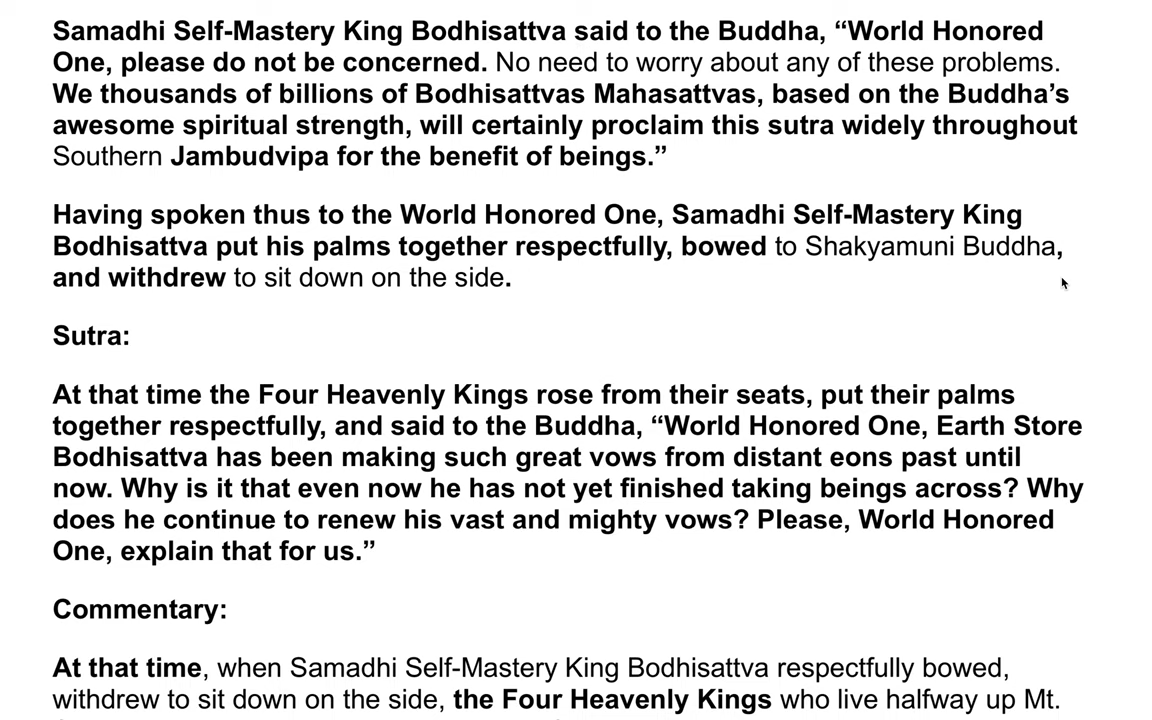 Samadhi Self-Mastery King Bodhisattva said to the Buddha, “World Honored
One, please do not be concerned. No need to worry about any of these problems.
We thousands of billions of Bodhisattvas Mahasattvas, based on the Buddha’s
awesome spiritual strength, will certainly proclaim this sutra widely throughout
Southern Jambudvipa for the benefit of beings.”
Having spoken thus to the World Honored One, Samadhi Self-Mastery King
Bodhisattva put his palms together respectfully, bowed to Shakyamuni Buddha,
and withdrew to sit down on the side.
Sutra:
At that time the Four Heavenly Kings rose from their seats, put their palms
together respectfully, and said to the Buddha, “World Honored One, Earth Store
Bodhisattva has been making such great vows from distant eons past until
now. Why is it that even now he has not yet finished taking beings across? Why
does he continue to renew his vast and mighty vows? Please, World Honored
One, explain that for us.”
Commentary:
At that time, when Samadhi Self-Mastery King Bodhisattva respectfully bowed,
withdrew to sit down on the side, the Four Heavenly Kings who live halfway up Mt.